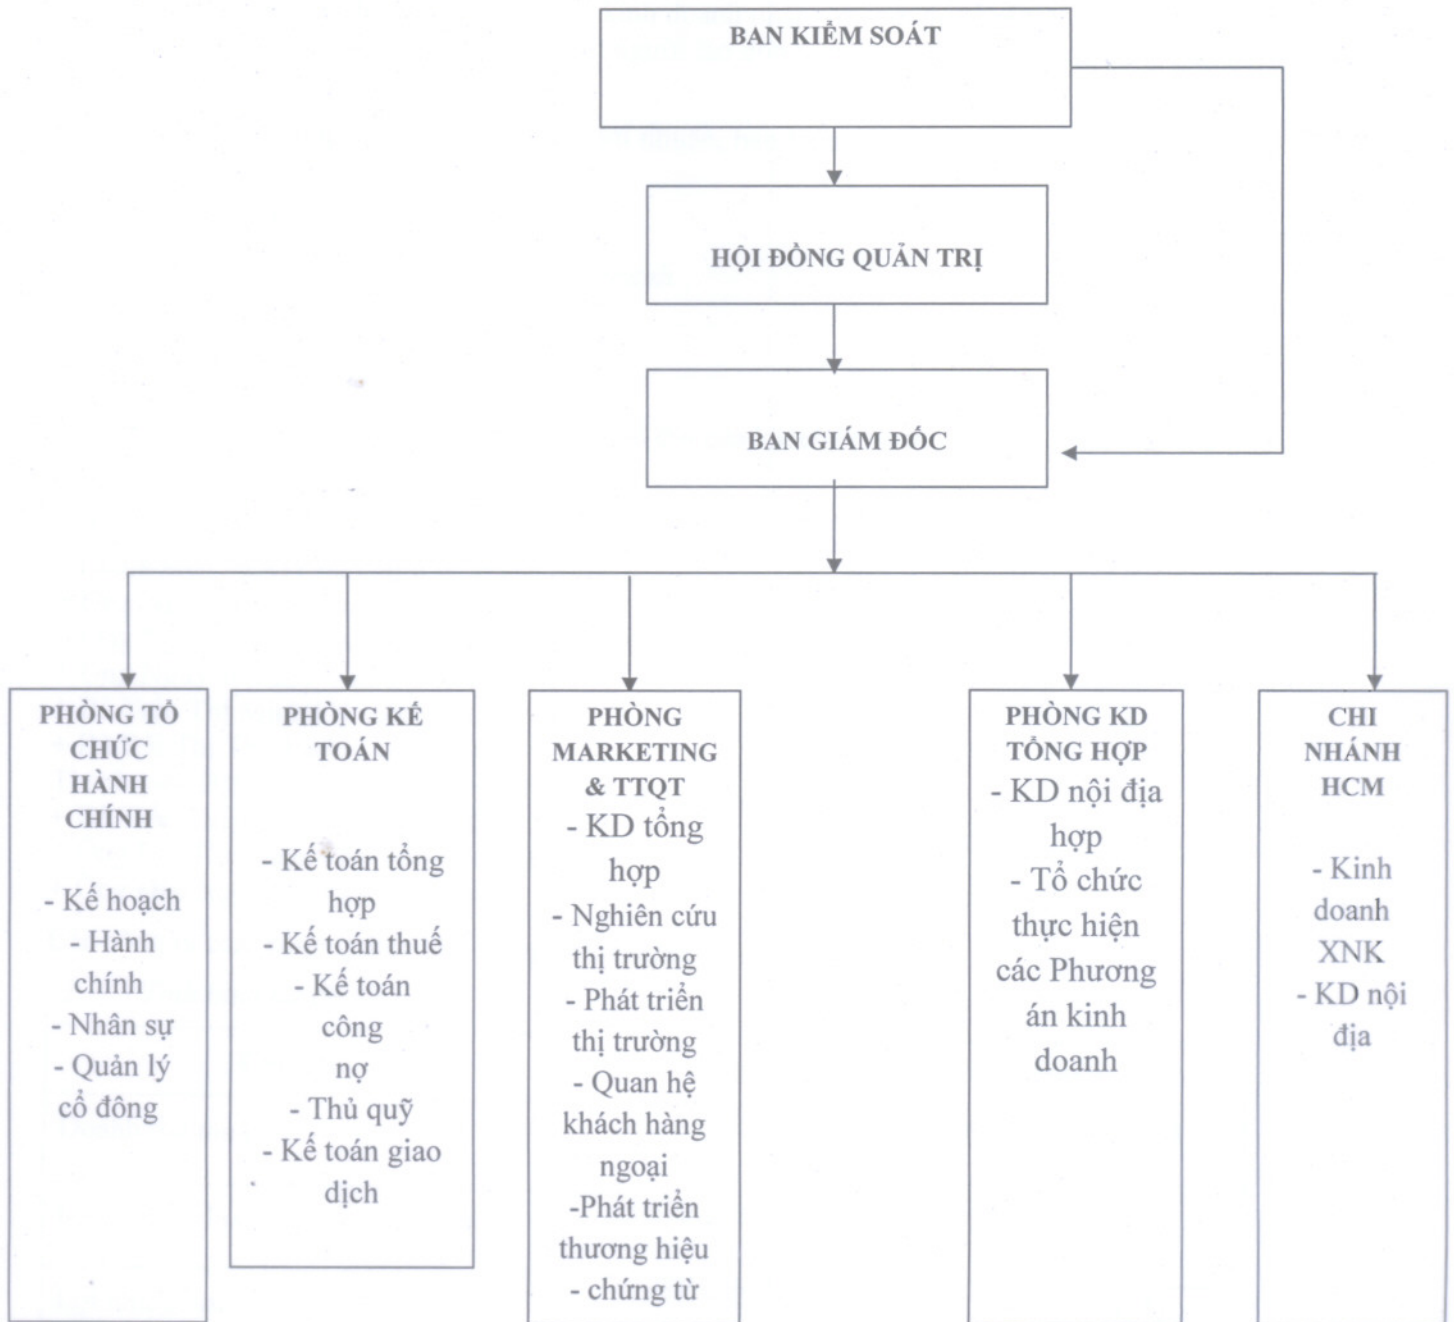 BAN KIỂM SOÁT
HỘI ĐỒNG QUẢN TRỊ
BAN GIÁM ĐỐC
PHÒNG TỔ
CHỨC
HÀNH
CHÍNH
- Kế hoạch
- Hành
chính
- Nhân sự
- Quản lý
cổ đông
PHÒNG KẾ
TOÁN
- Kế toán tổng
hợp
- Kế toán thuế
- Kế toán
công
nợ
- Thủ quỹ
- Kế toán giao
dịch
PHÒNG
MARKETING
& TTQT
- KD tổng
hợp
- Nghiên cứu
thị trường
- Phát triển
thị trường
- Quan hệ
khách hàng
ngoại
-Phát triển
thương hiệu
- chứng từ
PHÒNG KD
TỔNG HỢP
- KD nội địa
hợp
- Tổ chức
thực hiện
các Phương
án kinh
doanh
CHI
NHÁNH
HCM
- Kinh
doanh
XNK
- KD nội
địa